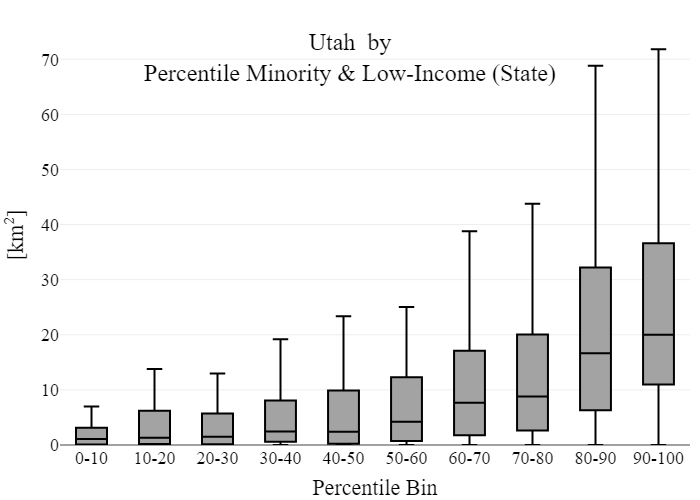 Utah by
Percentile Minority & Low-Income (State)
[km²]
70
60
50
40
30
20
10
0
0-10 10-20 20-30 30-40 40-50 50-60 60-70 70-80 80-90 90-100
Percentile Bin